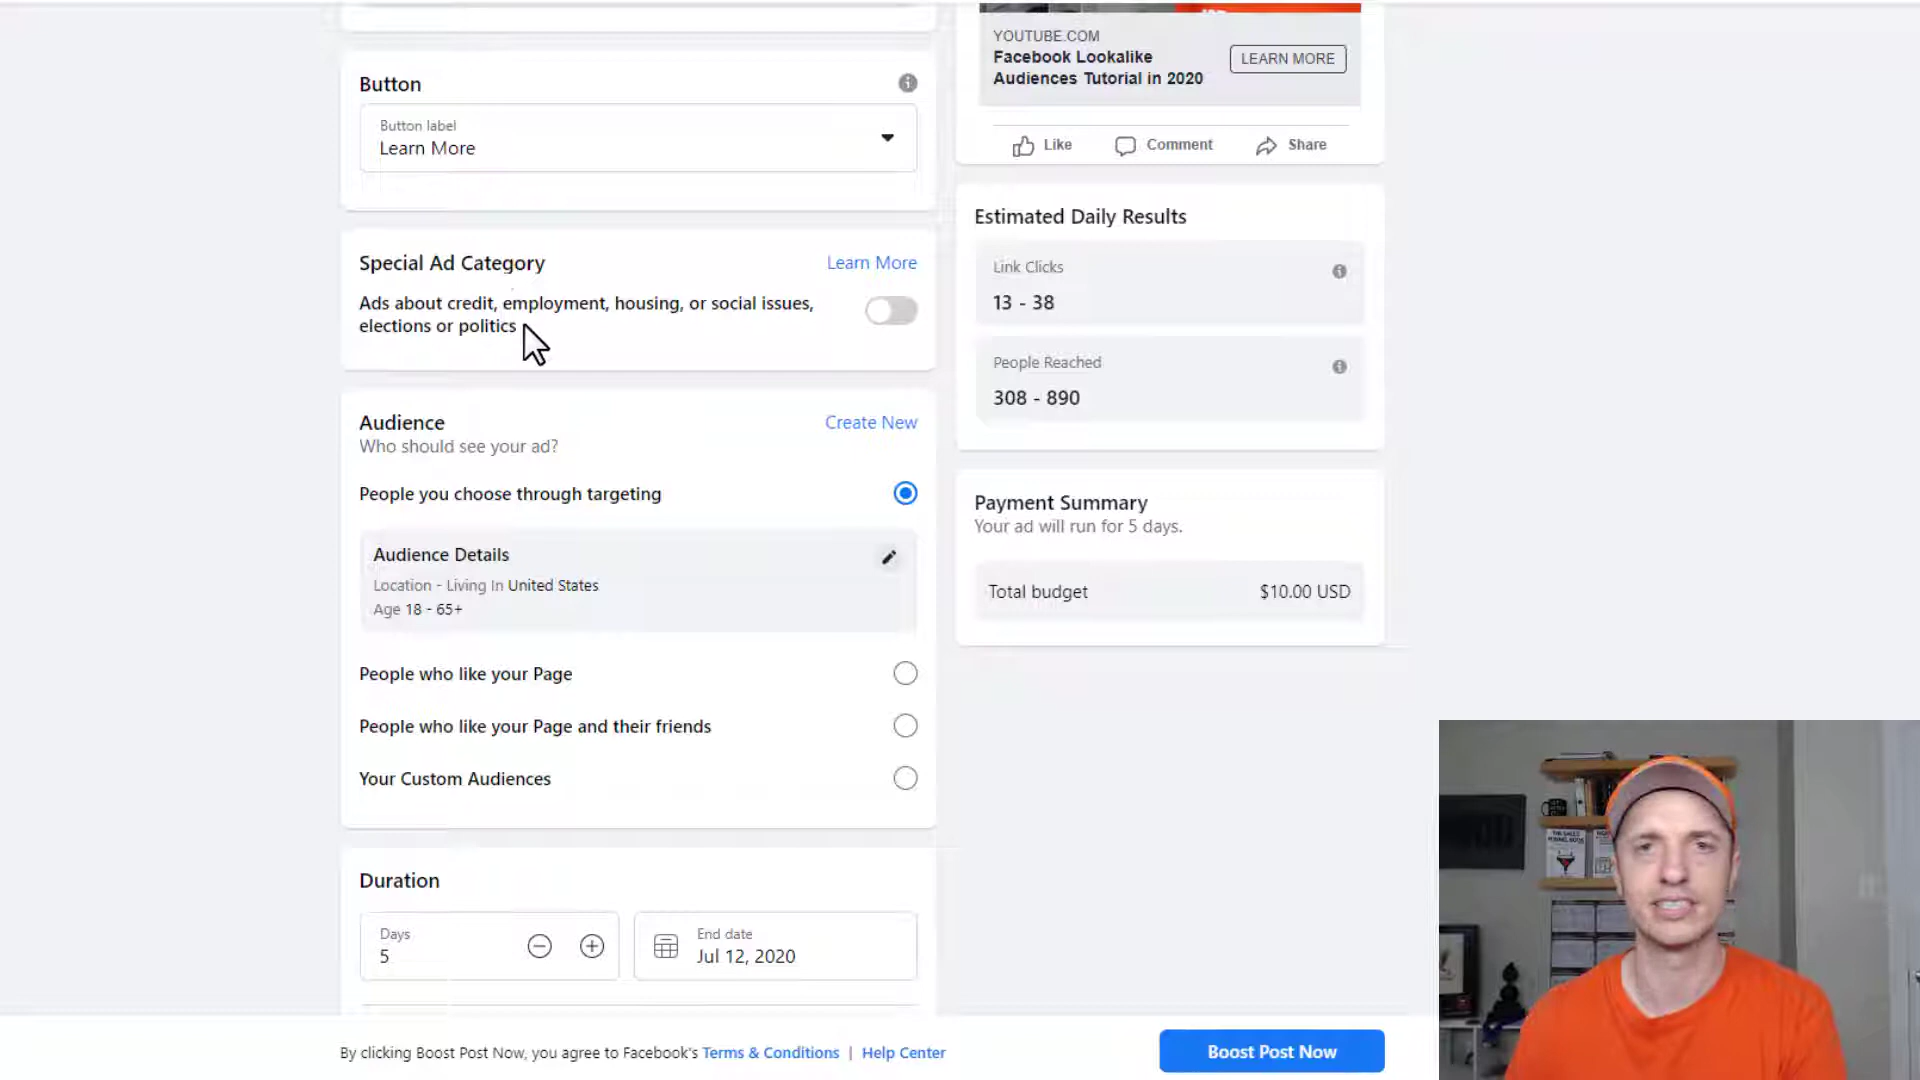 YOUTUBE.COM
Facebook Lookalike
Audiences Tutorial in 2020
LEARN MORE
Like
Comment
Share
Button
Button label
Learn More
Special Ad Category
Learn More
Ads about credit, employment, housing, or social issues,
elections or politics
Audience
Create New
Who should see your ad?
People you choose through targeting
Audience Details
Location - Living In United States
Age 18 - 65+
People who like your Page
People who like your Page and their friends
Your Custom Audiences
Duration
Days
5
End date
Jul 12, 2020
Estimated Daily Results
Link Clicks
13 - 38
People Reached
308 - 890
Payment Summary
Your ad will run for 5 days.
Total budget
$10.00 USD
By clicking Boost Post Now, you agree to Facebook's Terms & Conditions | Help Center
Boost Post Now